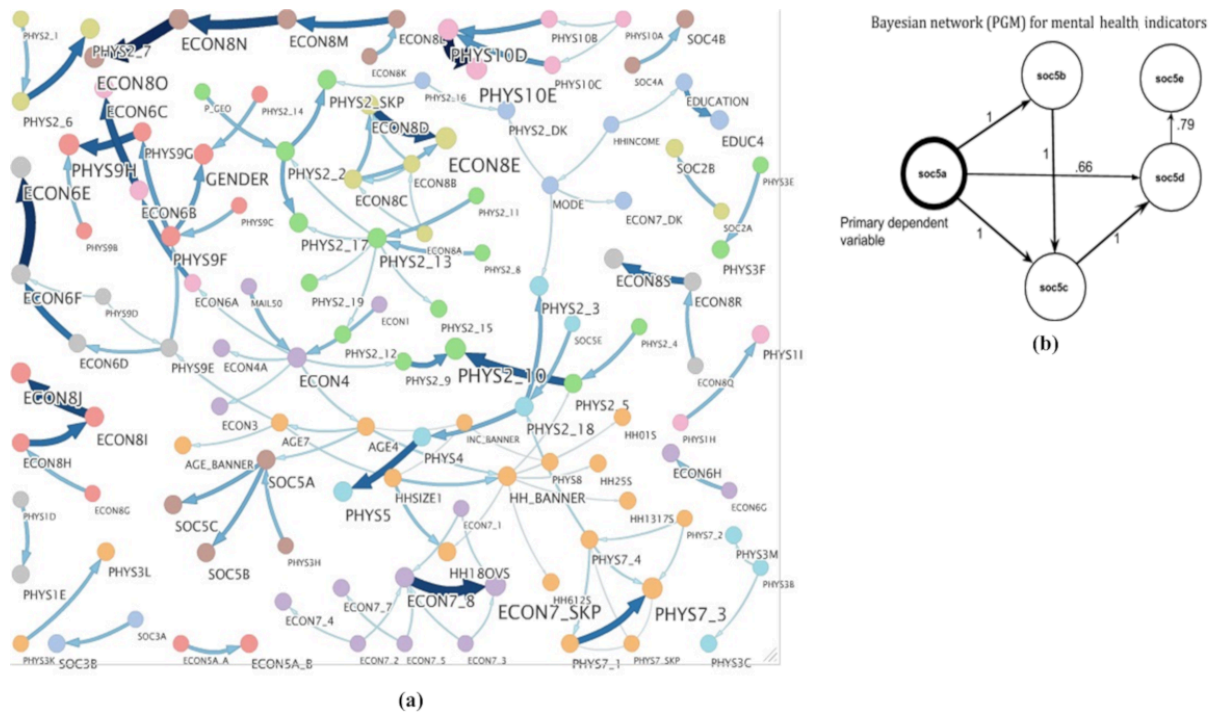 PHYS2_1
PHYS2_7
ECON8N
ECON8M
ECON8K
PHYS10D
PHYS10B
PHYS10A
SOC4B
ECON8O
PHYS10E
PHYS10C
SOC4A
PHYS2_6
ECON6C
P_GEO
PHYS2_14
PHYS2_SKP
PHYS2_16
EDUCATION
ECON8D
PHYS2_DK
HHINCOME
EDUC4
PHYS9H
PHYS9G
GENDER
PHYS2_2
ECON8E
ECON8B
SOC2B
PHYS3E
ECON6E
ECON6B
ECON8C
MODE
ECON7_DK
PHYS9B
PHYS9C
PHYS2_11
SOC2A
PHYS9F
PHYS2_17
PHYS2_13
ECON8A
PHYS2_8
PHYS3F
ECON6F
ECON6A
MAIL50
PHYS2_19
ECON8S
ECON8R
PHYS9D
ECON1
PHYS2_15
PHYS2_3
ECON6D
PHYS9E
ECON4A
ECON4
PHYS2_12
SOC5E
PHYS2_4
PHYS1I
PHYS2_9
PHYS2_10
PHYS2_5
ECON8Q
ECON8J
ECON3
ECON8I
AGE7
AGE4
INC_BANNER
PHYS2_18
HH01S
PHYS1H
ECON8H
AGE_BANNER
PHYS4
PHYS8
HH25S
ECON6H
SOC5A
HHSIZE1
HH_BANNER
ECON8G
ECON6G
PHYS1D
SOC5C
PHYS5
ECON7_1
HH1317S
PHYS7_2
SOC5B
PHYS3H
PHYS3L
HH18OVS
PHYS7_4
PHYS3M
PHYS1E
ECON7_8
ECON7_SKP
HH612S
PHYS7_3
PHYS3B
ECON7_4
ECON7_7
PHYS3K
SOC3B
SOC3A
ECON5A_A
ECON5A_B
ECON7_2
ECON7_5
ECON7_3
PHYS7_1
PHYS7_SKP
PHYS3C
(a)
Bayesian network (PGM) for mental health indicators
soc5b
soc5e
1
.79
1
soc5a
.66
soc5d
Primary dependent
variable
1
1
soc5c
(b)